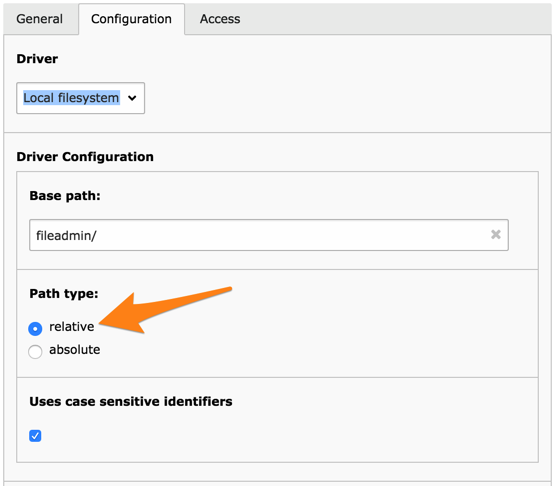 General Configuration Access
Driver
Local filesystem
Driver Configuration
Base path:
fileadmin/
Path type:
relative
absolute
Uses case sensitive identifiers